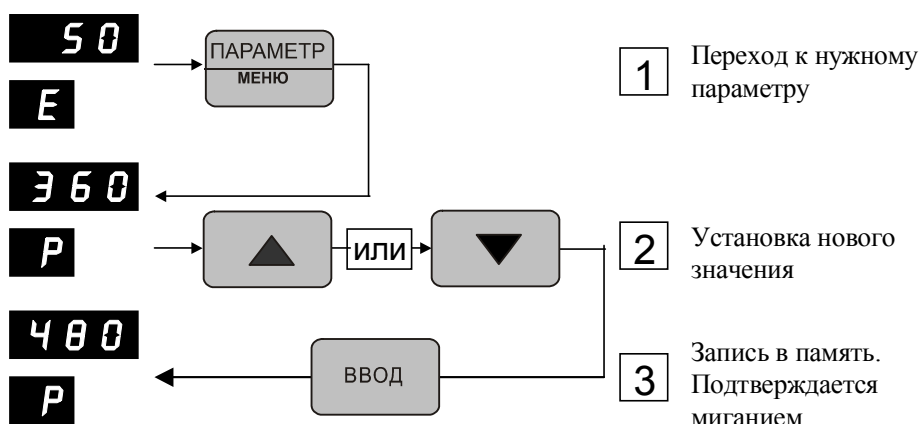 50
ПАРАМЕТР
МЕНЮ
E
1
Переход к нужному
параметру
360
P
ИЛИ
2
Установка нового
значения
480
P
ВВОД
3
Запись в память.
Подтверждается
миганием